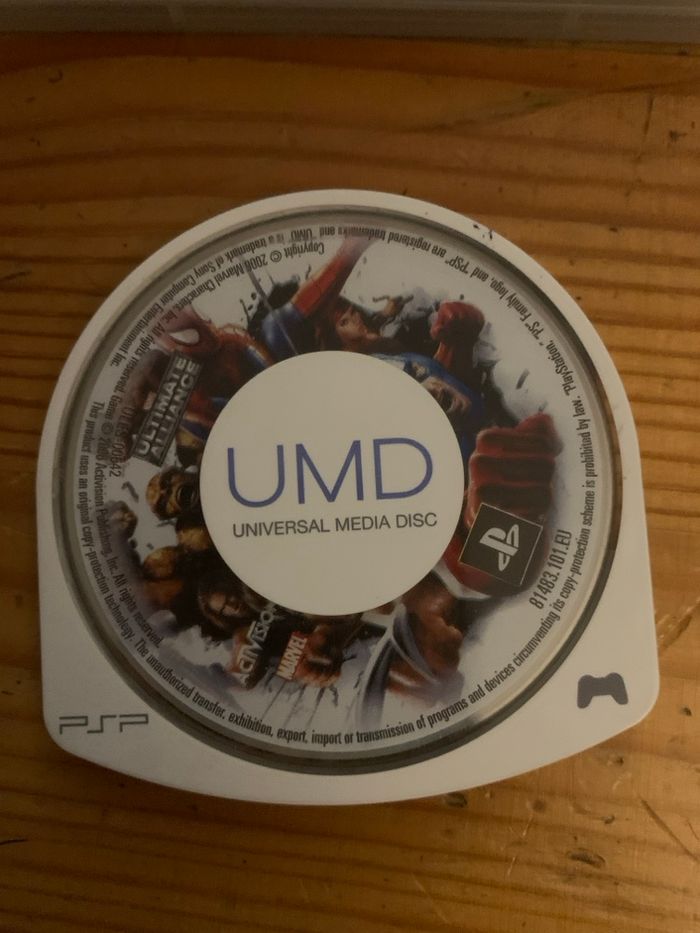 UMD
UNIVERSAL MEDIA DISC
MARVEL
ULTIMATE
ALLIANCE
ACTIVISION
MARVEL
81483.101.EU
PSP
Copyright © 2006 Marvel Characters, Inc. All rights reserved. Game © 2006 Activision Publishing, Inc. All rights reserved.
This product uses an original copy-protection technology. The unauthorized transfer, exhibition, export, import or transmission of programs and devices circumventing its copy-protection scheme is prohibited by law. "PlayStation," "PS" Family logo, and "PSP" are registered trademarks and "UMD" is a trademark of Sony Computer Entertainment Inc.